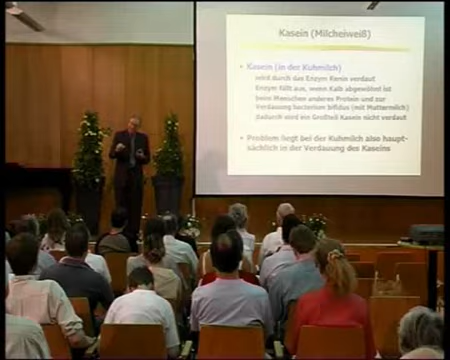 Kasein (Milcheiweiß)
• Kasein (in der Kuhmilch)
wird durch das Enzym Renin verdaut
Enzym fällt aus, wenn Kalb abgewöhnt ist
beim Menschen anderes Protein und zur
Verdauung bacterium bifidus (mit Muttermilch)
dadurch wird ein Großteil Kasein nicht verdaut
• Problem liegt bei der Kuhmilch also haupt-
sächlich in der Verdauung des Kaseins